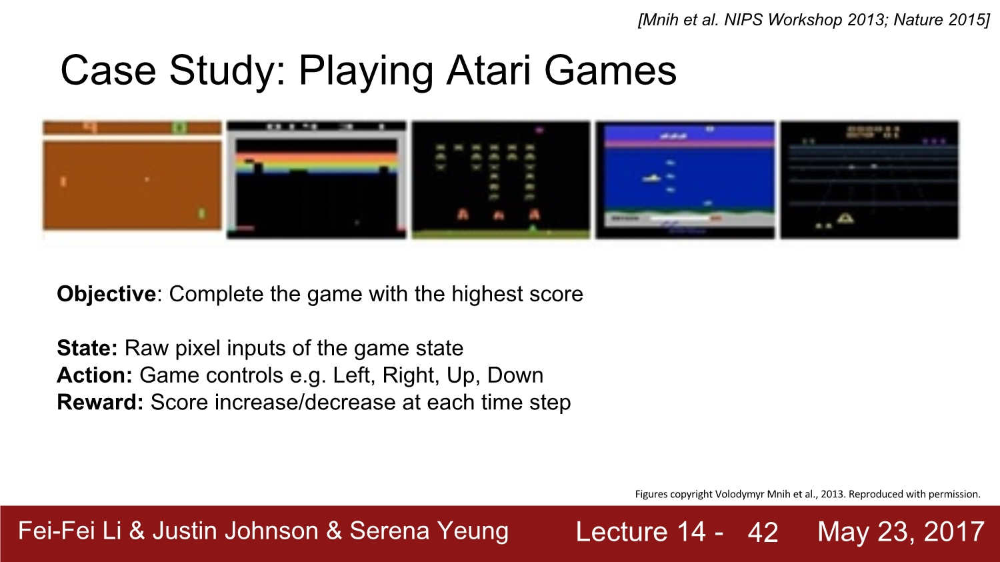 [Mnih et al. NIPS Workshop 2013; Nature 2015]
Case Study: Playing Atari Games
Objective: Complete the game with the highest score
State: Raw pixel inputs of the game state
Action: Game controls e.g. Left, Right, Up, Down
Reward: Score increase/decrease at each time step
Figures copyright Volodymyr Mnih et al., 2013. Reproduced with permission.
Fei-Fei Li & Justin Johnson & Serena Yeung Lecture 14 - 42 May 23, 2017